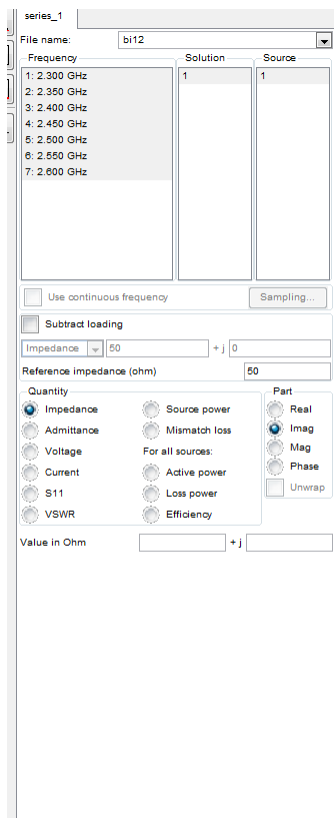 series_1
File name: bi12
Frequency Solution Source
1: 2.300 GHz 1 1
2: 2.350 GHz
3: 2.400 GHz
4: 2.450 GHz
5: 2.500 GHz
6: 2.550 GHz
7: 2.600 GHz
Use continuous frequency Sampling...
Subtract loading
Impedance 50 + j 0
Reference impedance (ohm) 50
Quantity Part
Impedance Source power Real
Admittance Mismatch loss Imag
Voltage For all sources: Mag
Current Active power Phase
S11 Loss power Unwrap
VSWR Efficiency
Value in Ohm + j